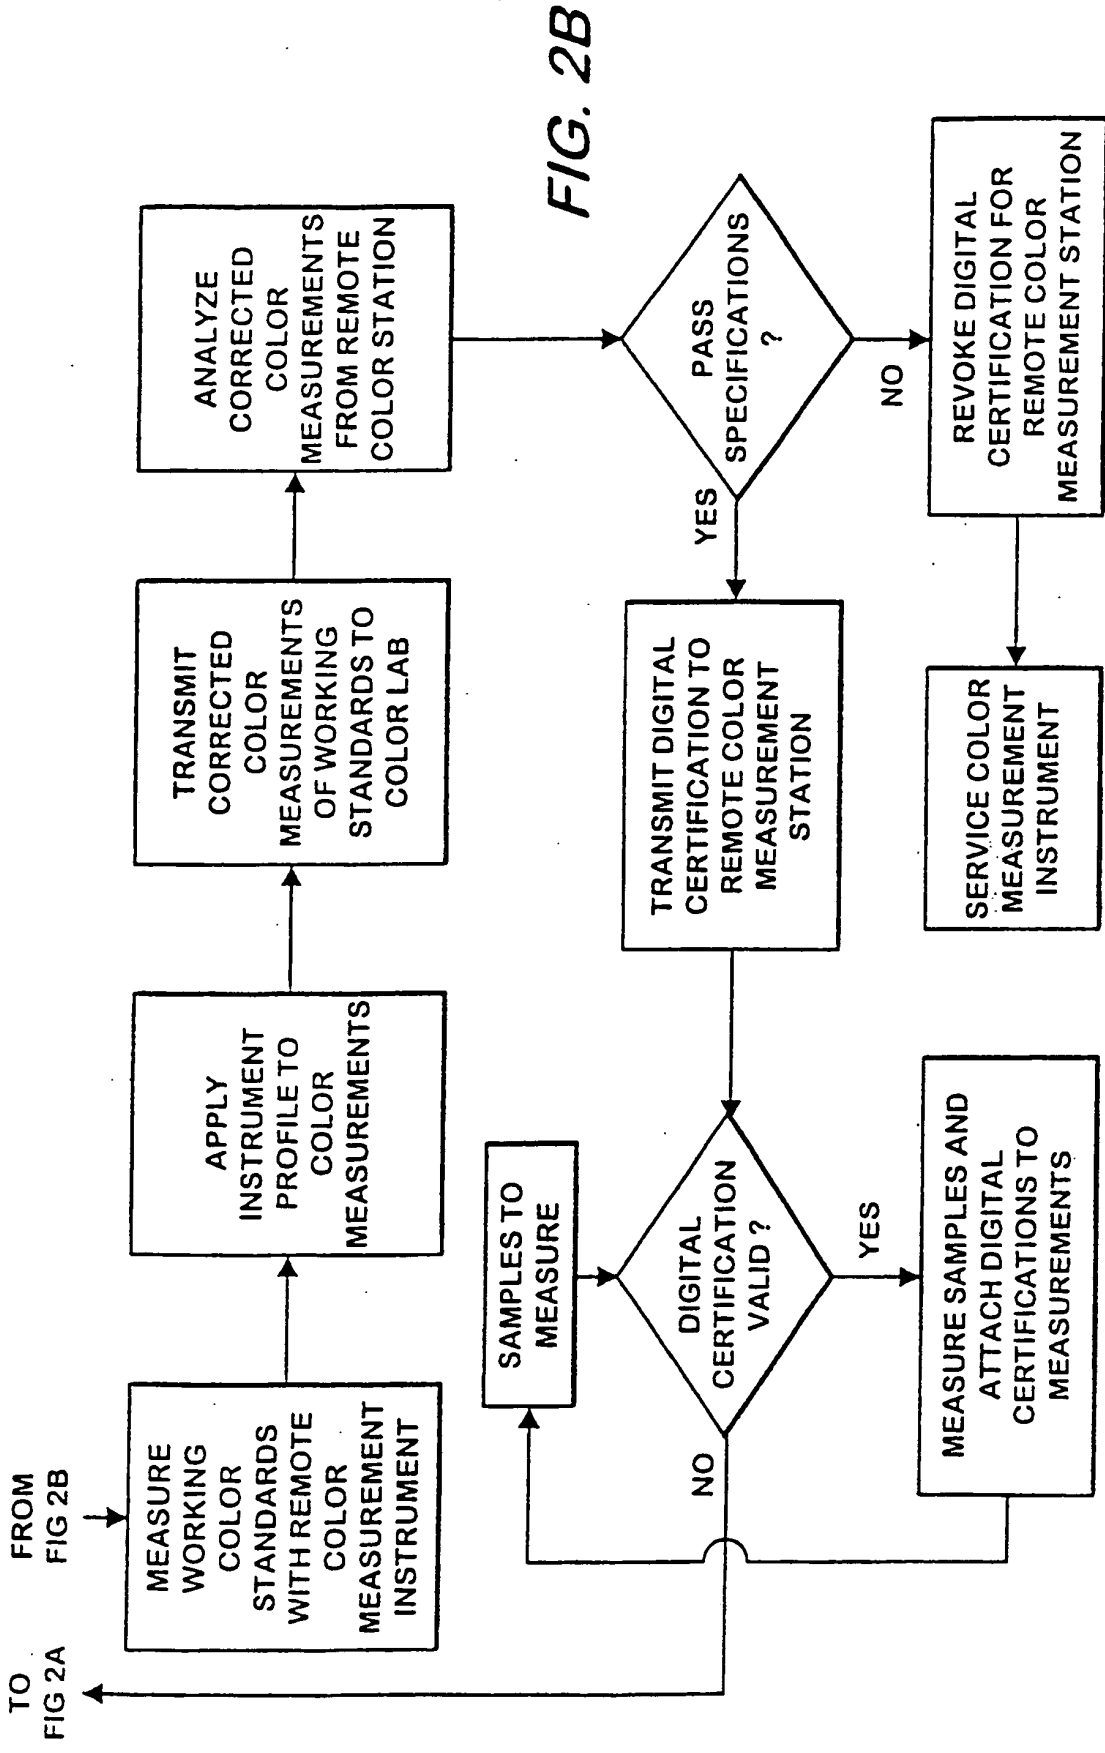 TO
FIG 2A
FROM
FIG 2B
MEASURE
WORKING
COLOR
STANDARDS
WITH REMOTE
COLOR
MEASUREMENT
INSTRUMENT
APPLY
INSTRUMENT
PROFILE TO
COLOR
MEASUREMENTS
TRANSMIT
CORRECTED
COLOR
MEASUREMENTS
OF WORKING
STANDARDS TO
COLOR LAB
ANALYZE
CORRECTED
COLOR
MEASUREMENTS
FROM REMOTE
COLOR STATION
PASS
SPECIFICATIONS
?
YES
NO
REVOKE DIGITAL
CERTIFICATION FOR
REMOTE COLOR
MEASUREMENT STATION
SERVICE COLOR
MEASUREMENT
INSTRUMENT
TRANSMIT DIGITAL
CERTIFICATION TO
REMOTE COLOR
MEASUREMENT
STATION
SAMPLES TO
MEASURE
DIGITAL
CERTIFICATION
VALID ?
NO
YES
MEASURE SAMPLES AND
ATTACH DIGITAL
CERTIFICATIONS TO
MEASUREMENTS
FIG. 2B